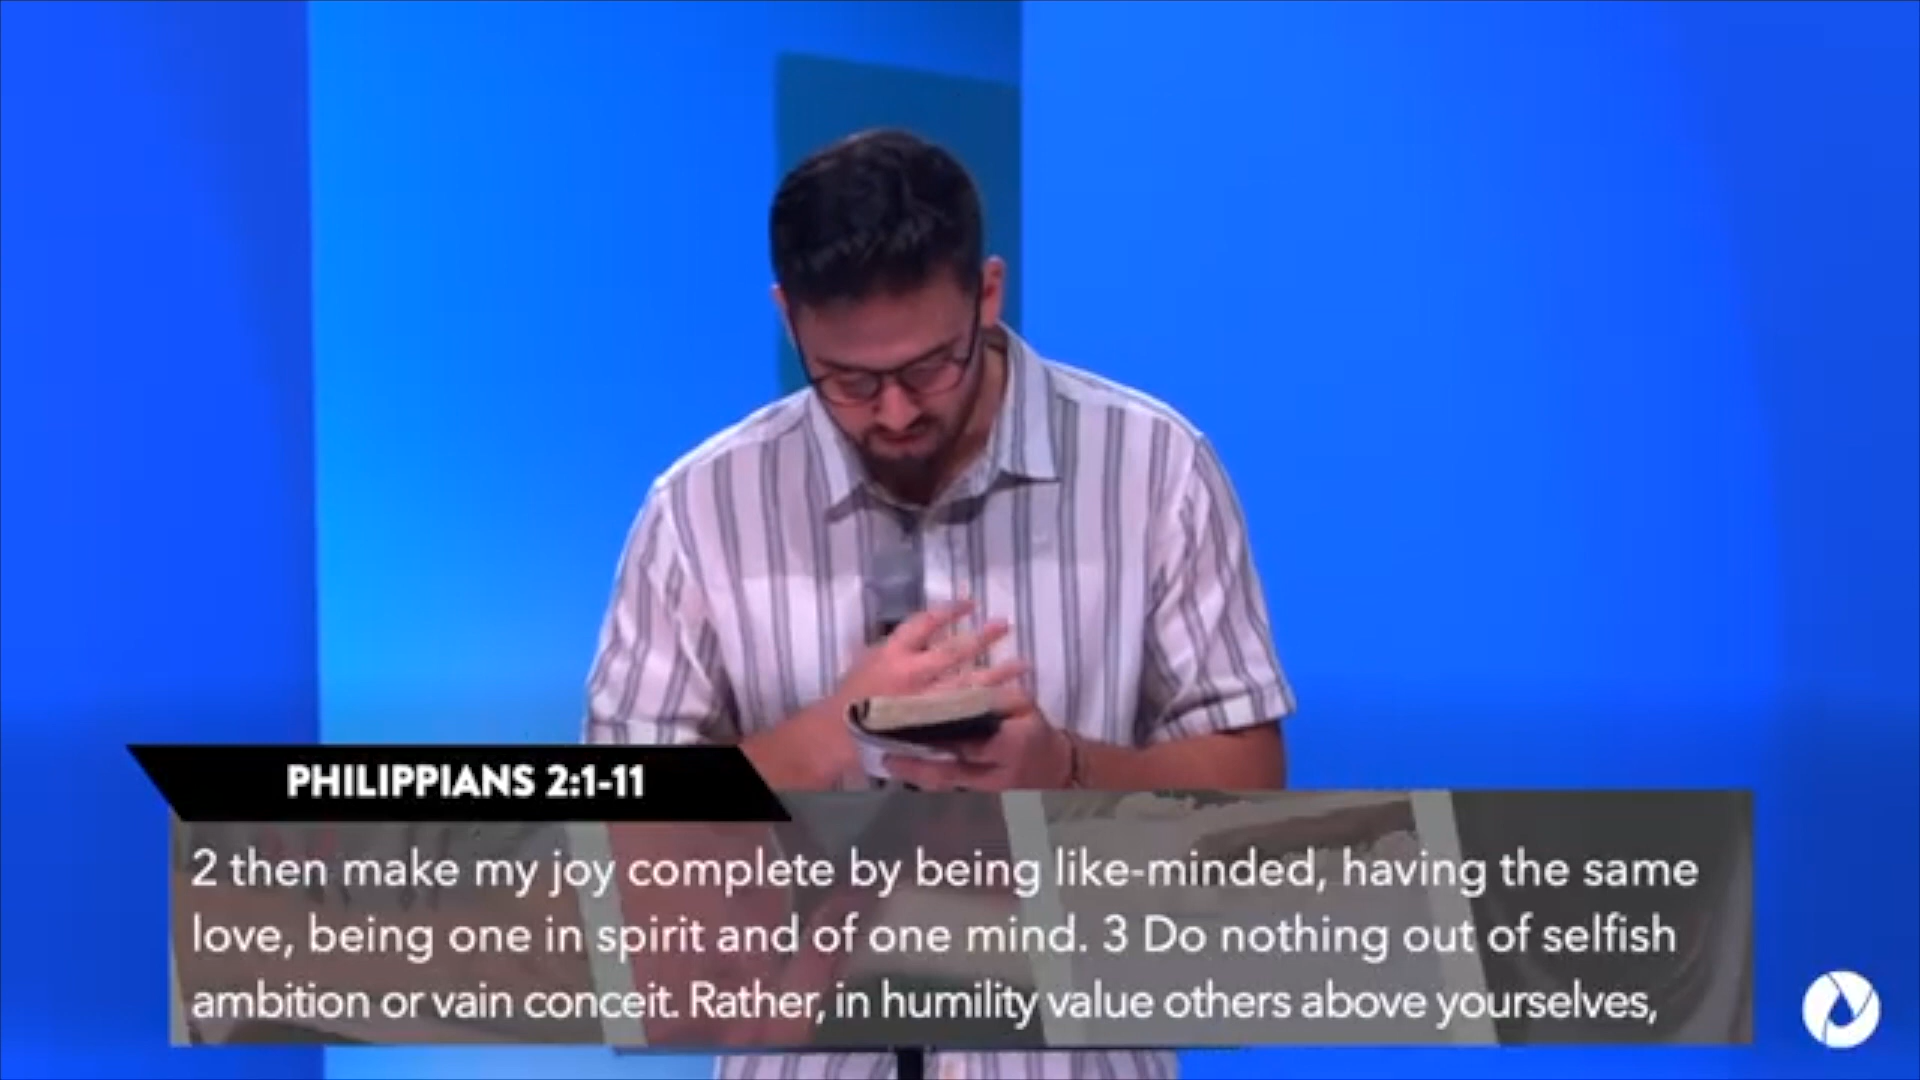 PHILIPPIANS 2:1-11
2 then make my joy complete by being like-minded, having the same
love, being one in spirit and of one mind. 3 Do nothing out of selfish
ambition or vain conceit. Rather, in humility value others above yourselves,